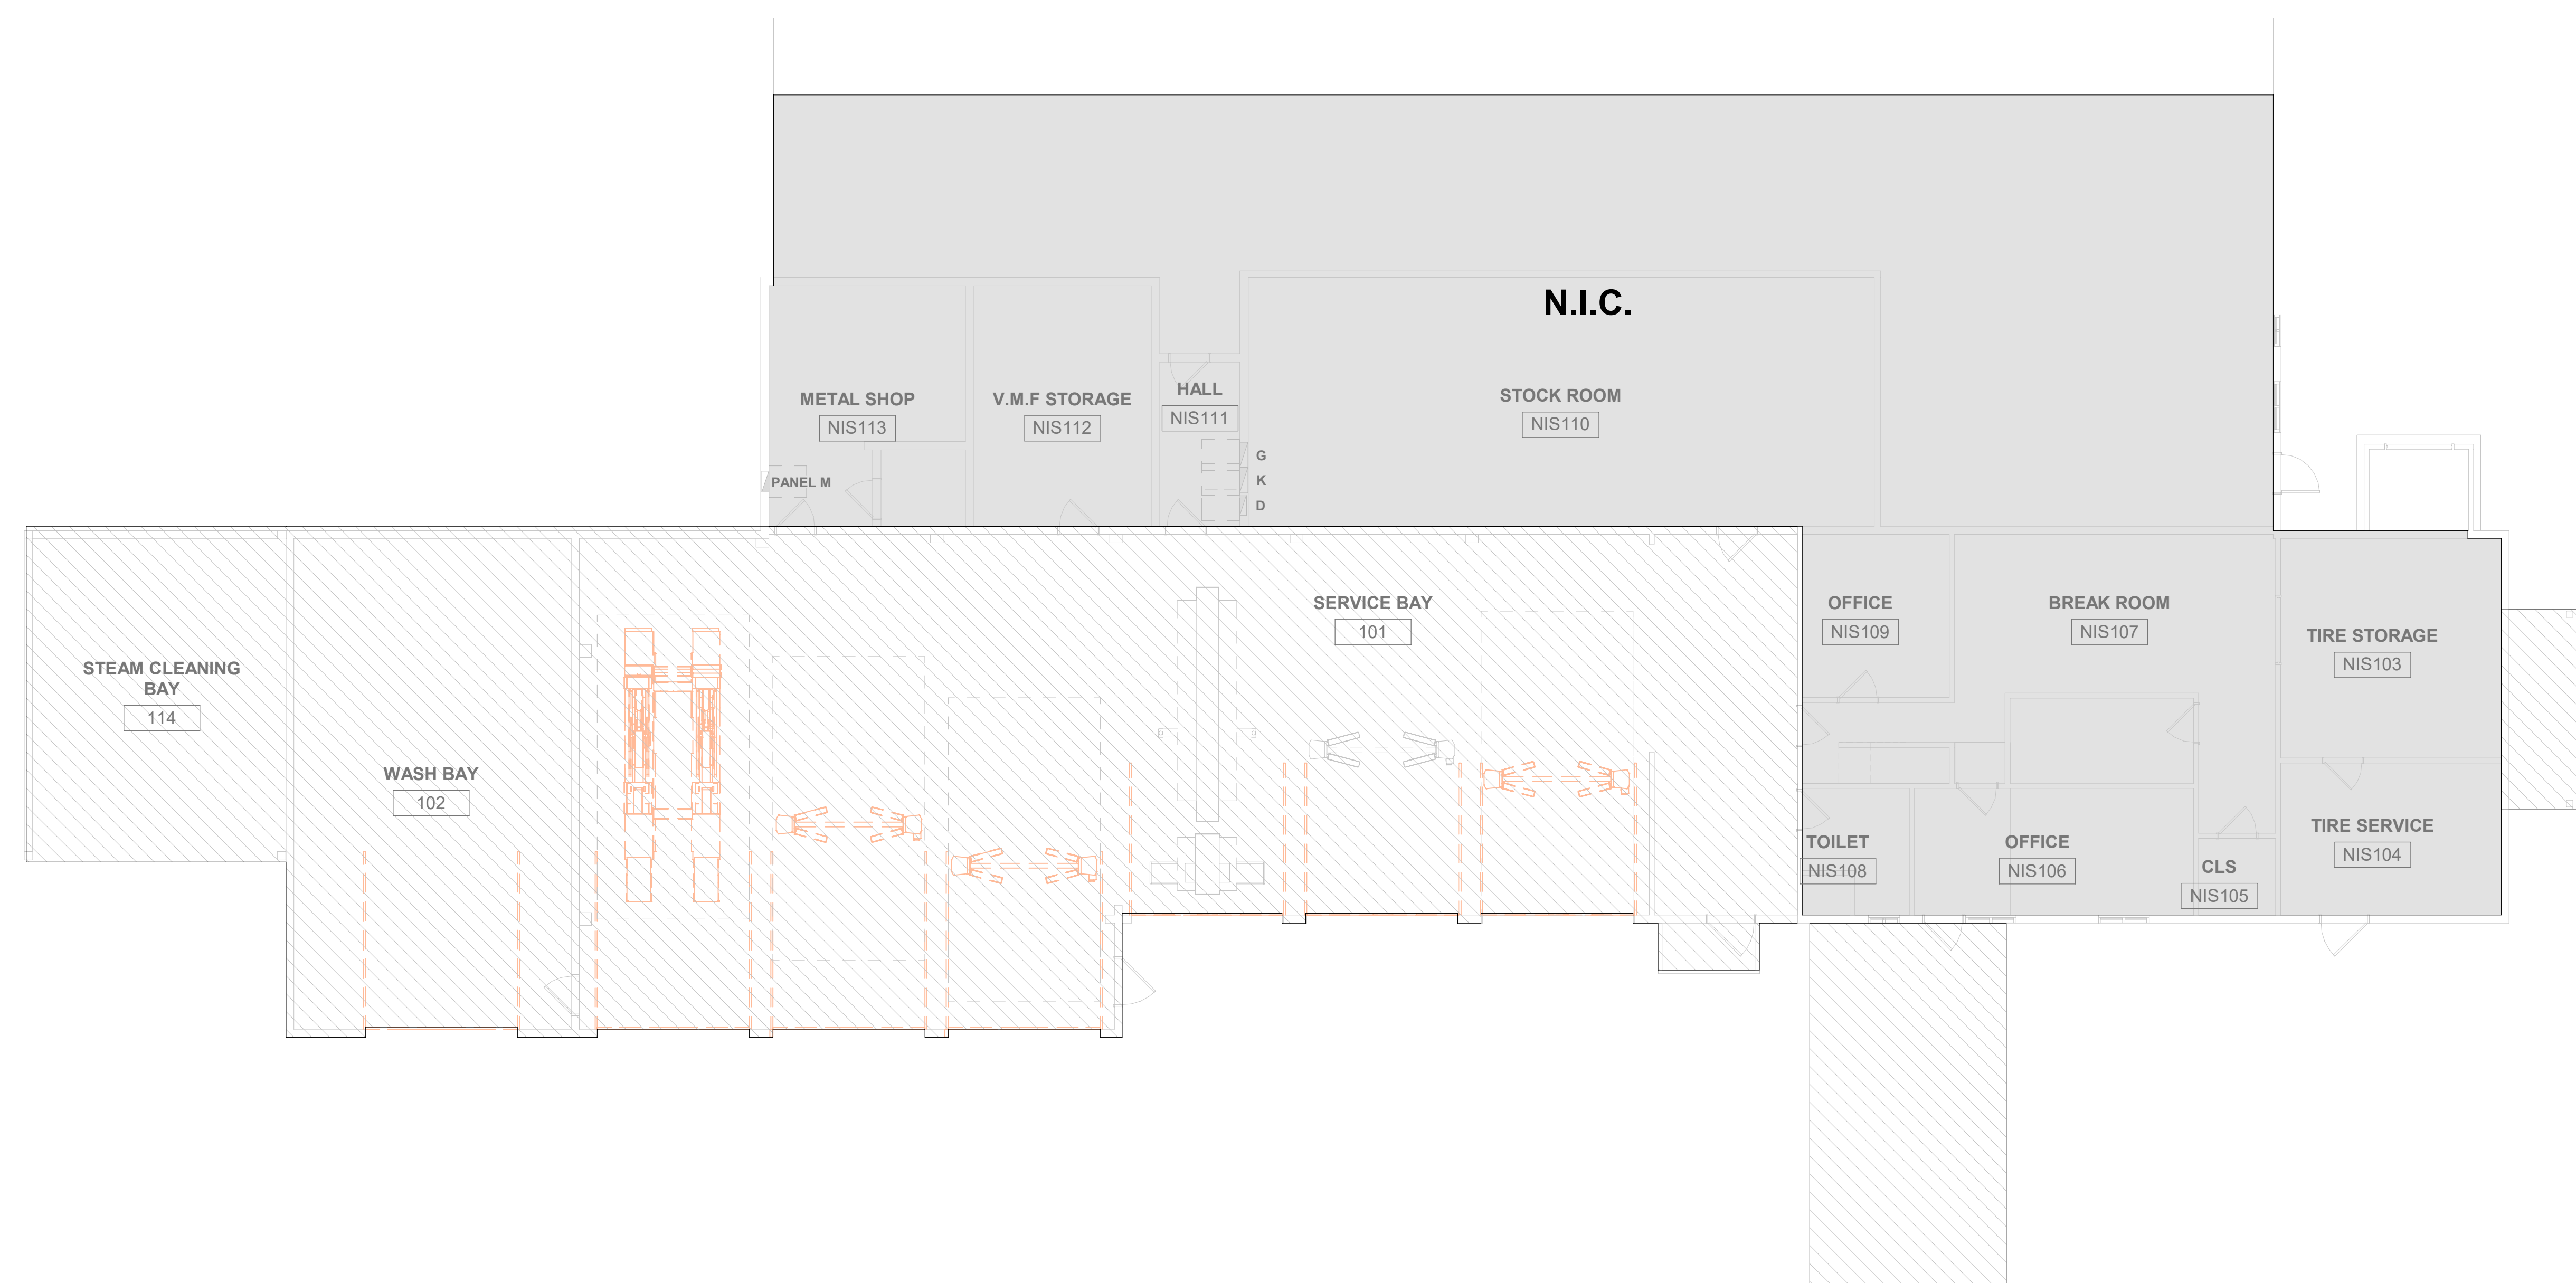 N.I.C.
METAL SHOP
NIS113
V.M.F STORAGE
NIS112
HALL
NIS111
STOCK ROOM
NIS110
G
K
D
PANEL M
SERVICE BAY
101
OFFICE
NIS109
BREAK ROOM
NIS107
TIRE STORAGE
NIS103
STEAM CLEANING
BAY
114
WASH BAY
102
TOILET
NIS108
OFFICE
NIS106
CLS
NIS105
TIRE SERVICE
NIS104